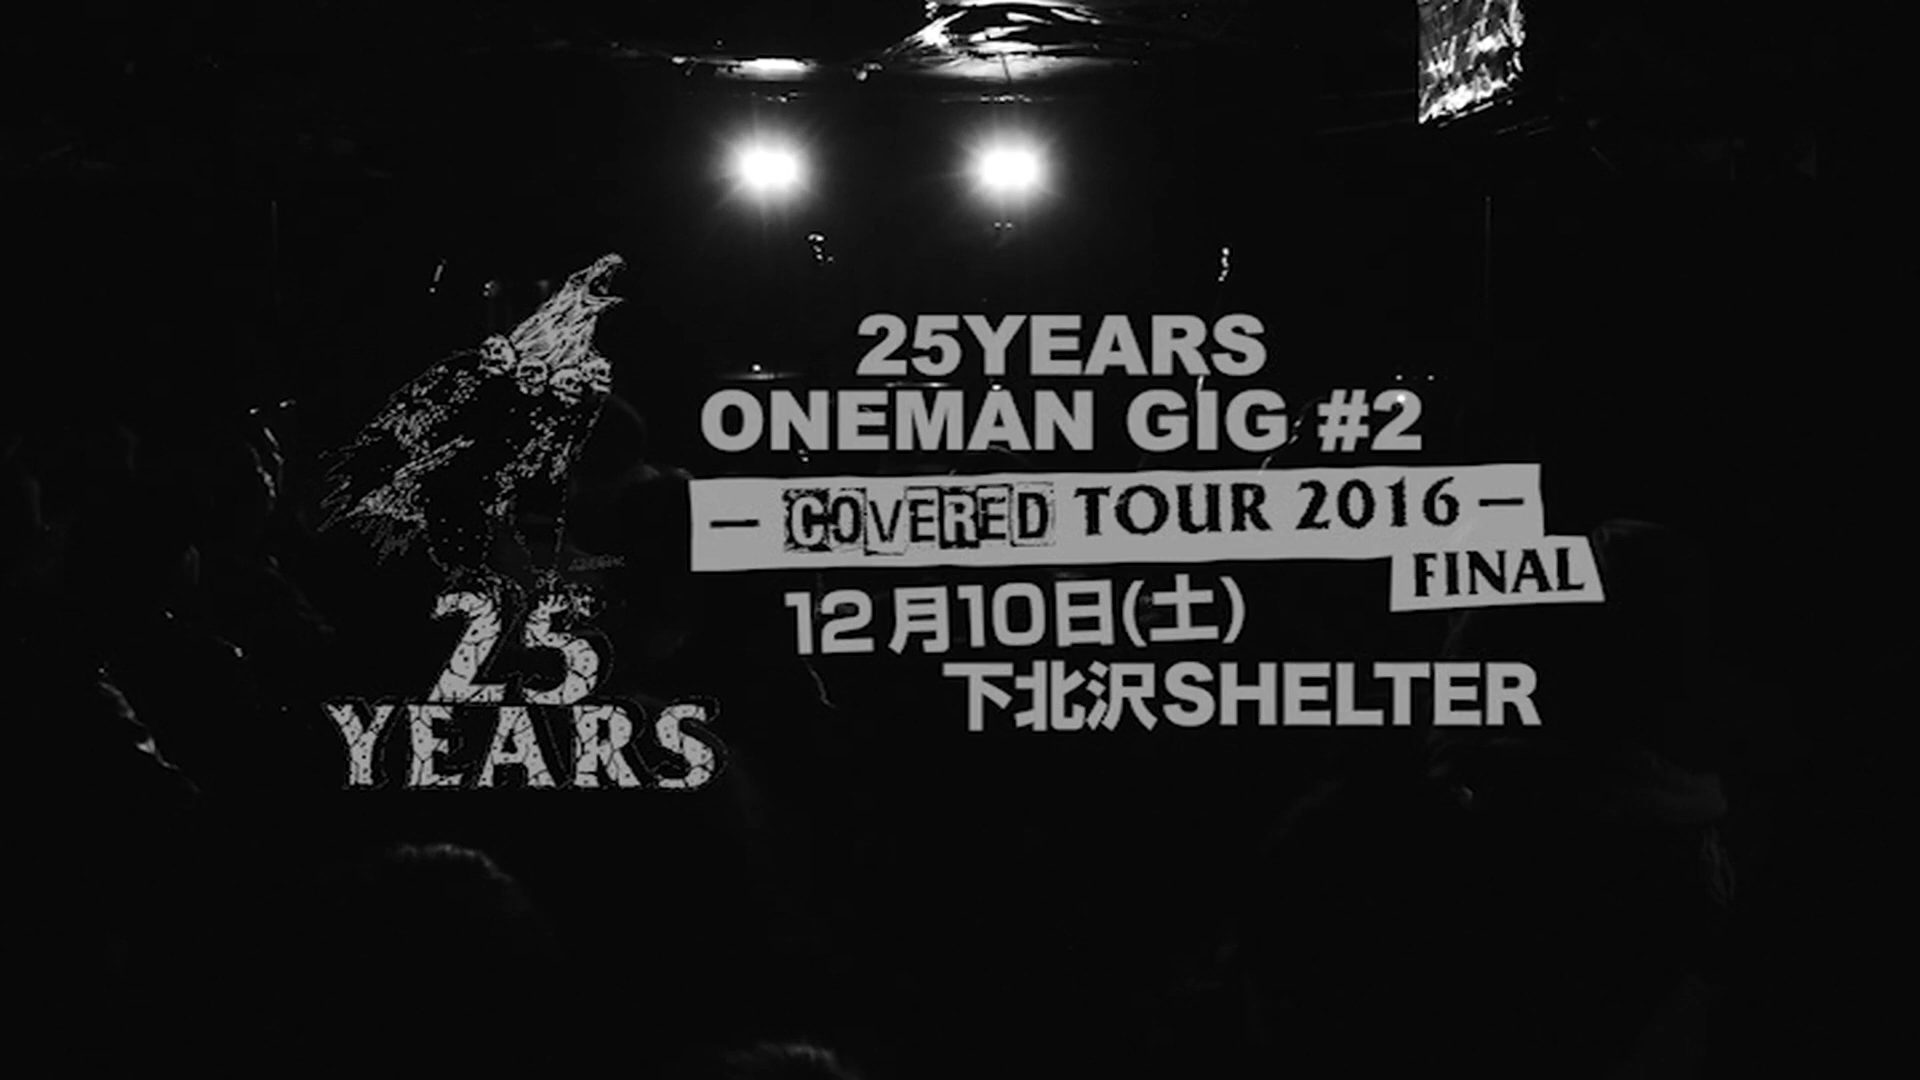 25
YEARS
25YEARS
ONEMAN GIG #2
— COVERED TOUR 2016 —
FINAL
12月10日(土)
下北沢SHELTER